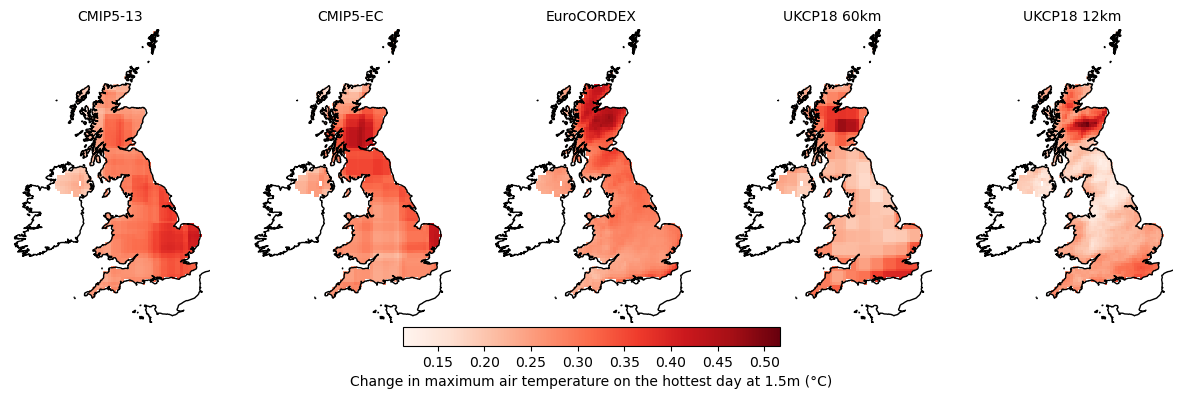 CMIP5-13
CMIP5-EC
EuroCORDEX
UKCP18 60km
UKCP18 12km
0.15 0.20 0.25 0.30 0.35 0.40 0.45 0.50
Change in maximum air temperature on the hottest day at 1.5m (°C)